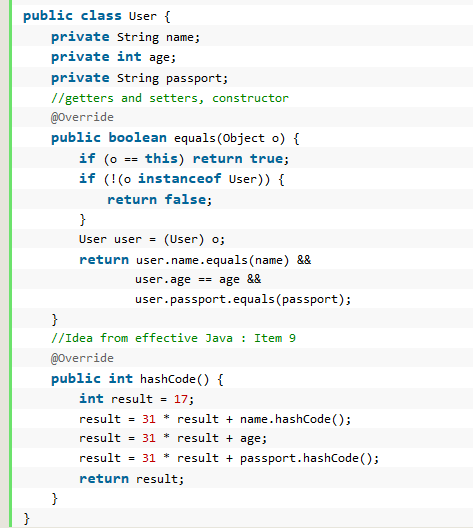 public class User {
    private String name;
    private int age;
    private String passport;
    //getters and setters, constructor
    @Override
    public boolean equals(Object o) {
        if (o == this) return true;
        if (!(o instanceof User)) {
            return false;
        }
        User user = (User) o;
        return user.name.equals(name) &&
                user.age == age &&
                user.passport.equals(passport);
    }
    //Idea from effective Java : Item 9
    @Override
    public int hashCode() {
        int result = 17;
        result = 31 * result + name.hashCode();
        result = 31 * result + age;
        result = 31 * result + passport.hashCode();
        return result;
    }
}